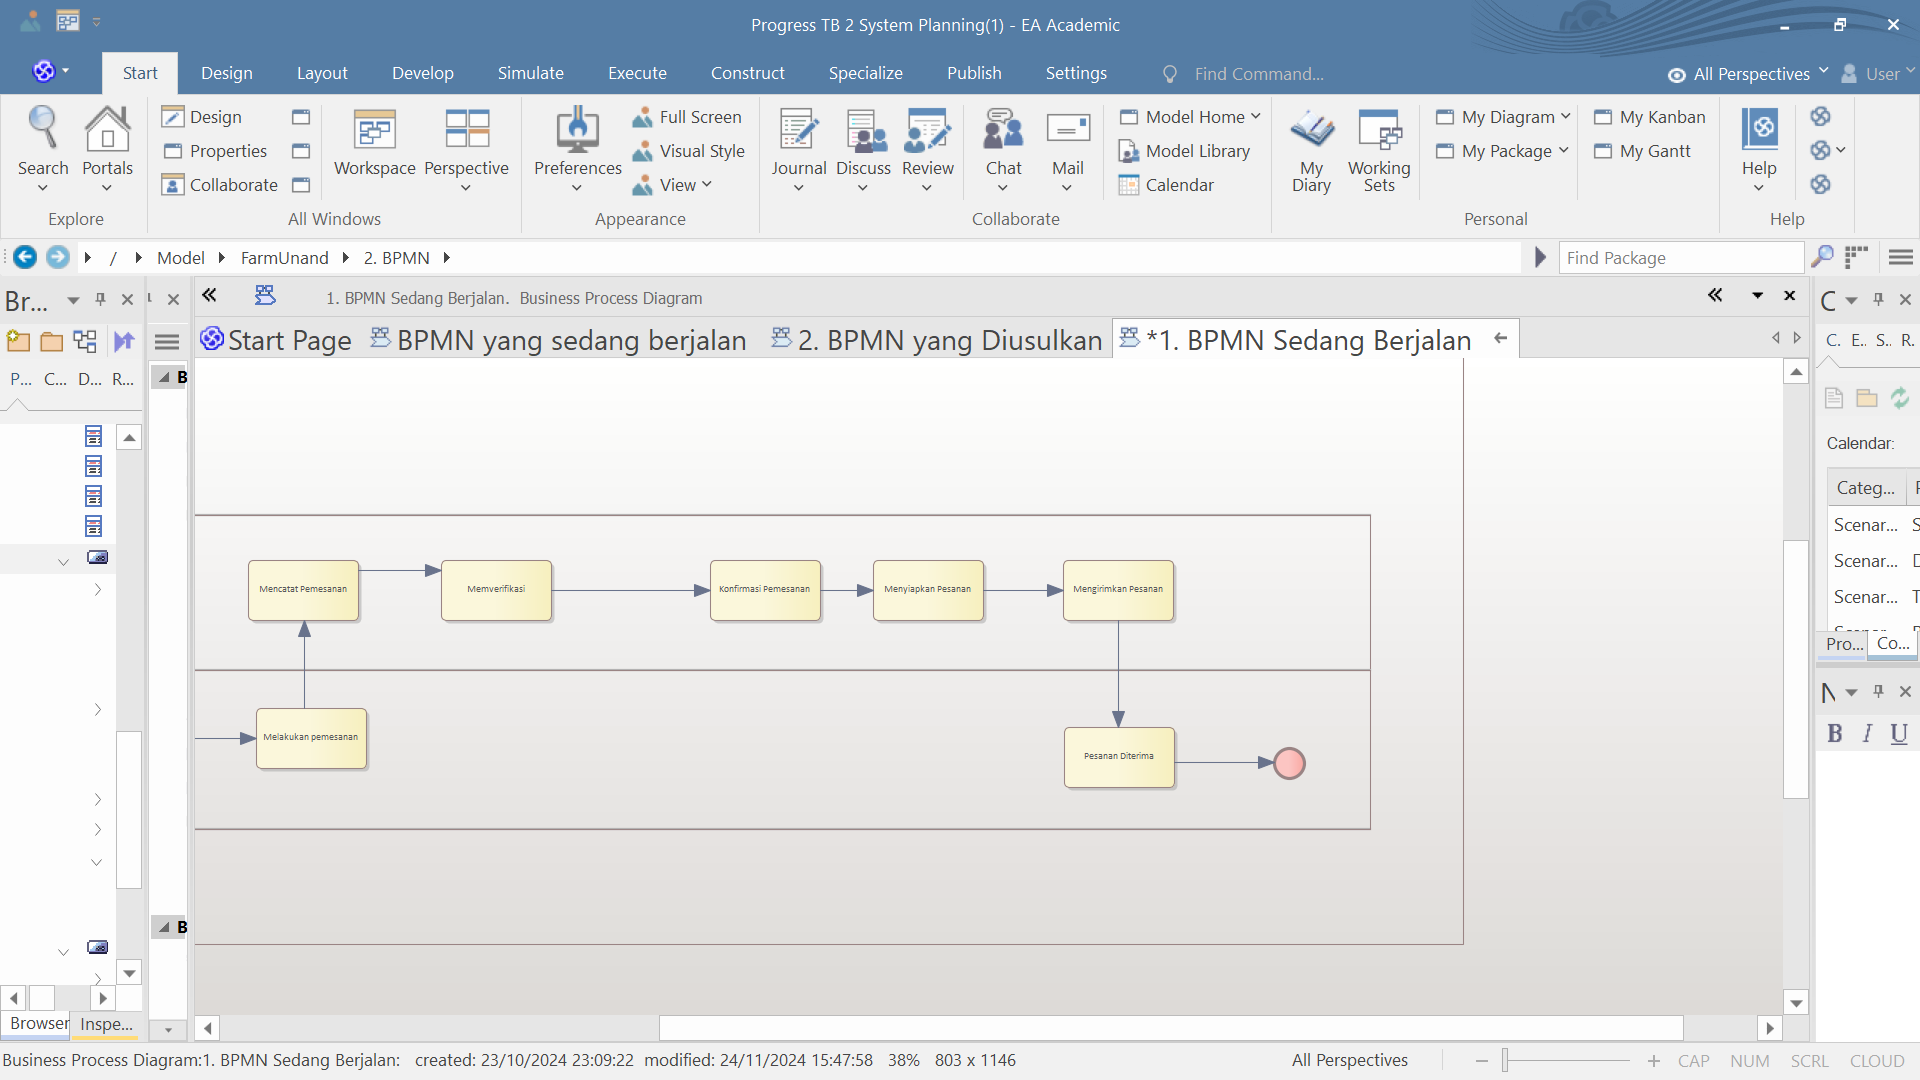 Progress TB 2 System Planning(1) - EA Academic
Start Design Layout Develop Simulate Execute Construct Specialize Publish Settings Find Command... All Perspectives User
Search Portals
Explore
Design
Properties
Collaborate
Workspace Perspective
All Windows
Preferences
Full Screen
Visual Style
View
Appearance
Journal Discuss Review Chat Mail
Model Home
Model Library
Calendar
Collaborate
My Diary
Working Sets
My Diagram
My Package
My Kanban
My Gantt
Personal
Help
Help
/ Model FarmUnand 2. BPMN
Find Package
Br...
1. BPMN Sedang Berjalan. Business Process Diagram
C
Start Page BPMN yang sedang berjalan 2. BPMN yang Diusulkan *1. BPMN Sedang Berjalan
C. E. S. R.
P... C... D... R...
B
Calendar:
Categ...
Scenar... S
Scenar...
Scenar... T
Pro... Co...
N
B I U
Mencatat Pemesanan
Memverifikasi
Konfirmasi Pemesanan
Menyiapkan Pesanan
Mengirimkan Pesanan
Melakukan pemesanan
Pesanan Diterima
B
Browser Inspe...
Business Process Diagram:1. BPMN Sedang Berjalan: created: 23/10/2024 23:09:22 modified: 24/11/2024 15:47:58 38% 803 x 1146
All Perspectives
CAP NUM SCRL CLOUD